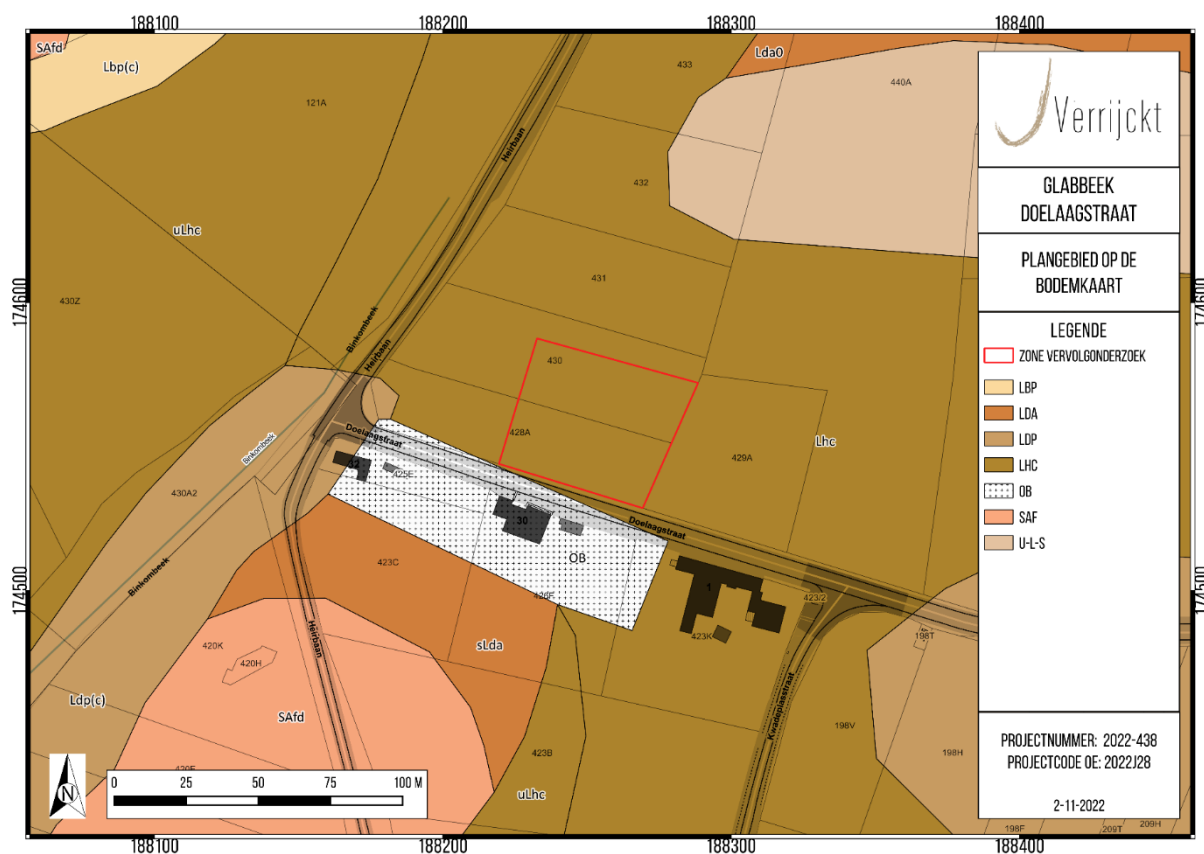 188100
188200
188300
188400
SAfd
Lbp(c)
121A
uLhc
430Z
433
Lda0
440A
Heirbaan
432
431
Binkombeek
Heirbaan
430
428A
429A
Lhc
Doelaagstraat
32
425E
Binkombeek
430A2
30
Doelaagstraat
OB
423C
426F
1
423/2
423K
198T
Binkombeek
Heirbaan
sLda
420K
420H
Ldp(c)
SAfd
423B
Kwadeplasstraat
198V
198H
uLhc
198F
209T
209H
174600
174500
174600
174500
Verrijckt
GLABBEEK
DOELAAGSTRAAT
PLANGEBIED OP DE
BODEMKAART
LEGENDE
ZONE VERVOLGONDERZOEK
LBP
LDA
LDP
LHC
OB
SAF
U-L-S
PROJECTNUMMER: 2022-438
PROJECTCODE OE: 2022J28
2-11-2022
N
0 25 50 75 100 M
188100
188200
188300
188400